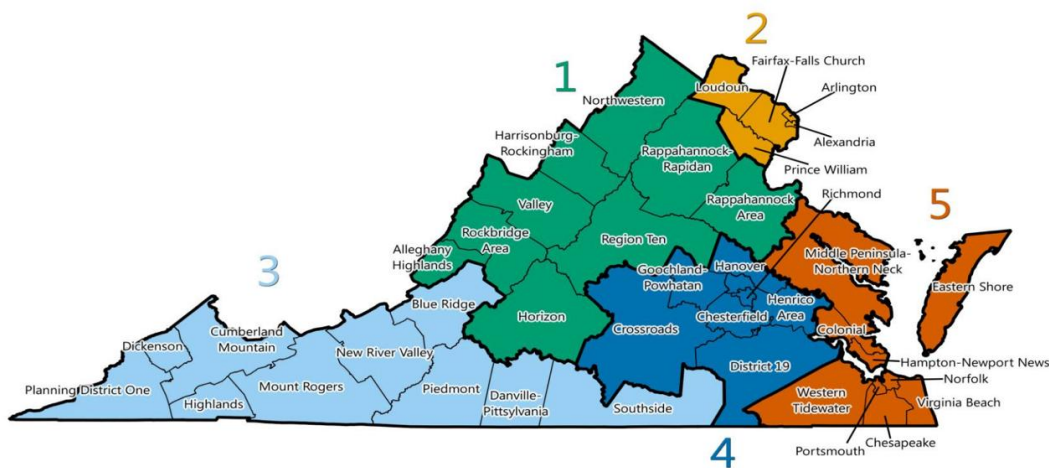 2
Fairfax-Falls Church
1
Loudoun
Arlington
Northwestern
Alexandria
Harrisonburg-
Rockingham
Rappahannock-
Rapidan
Prince William
Richmond
Valley
Rappahannock
Area
5
Rockbridge
Area
Region Ten
Alleghany
Highlands
Middle Peninsula-
Northern Neck
3
Goochland-
Powhatan
Hanover
Eastern Shore
Blue Ridge
Henrico
Area
Horizon
Chesterfield
Crossroads
Colonial
Dickenson
Cumberland
Mountain
New River Valley
Hampton-Newport News
District 19
Norfolk
Planning District One
Mount Rogers
Piedmont
Danville-
Pittsylvania
Western
Tidewater
Virginia Beach
Highlands
Southside
Portsmouth
Chesapeake
4